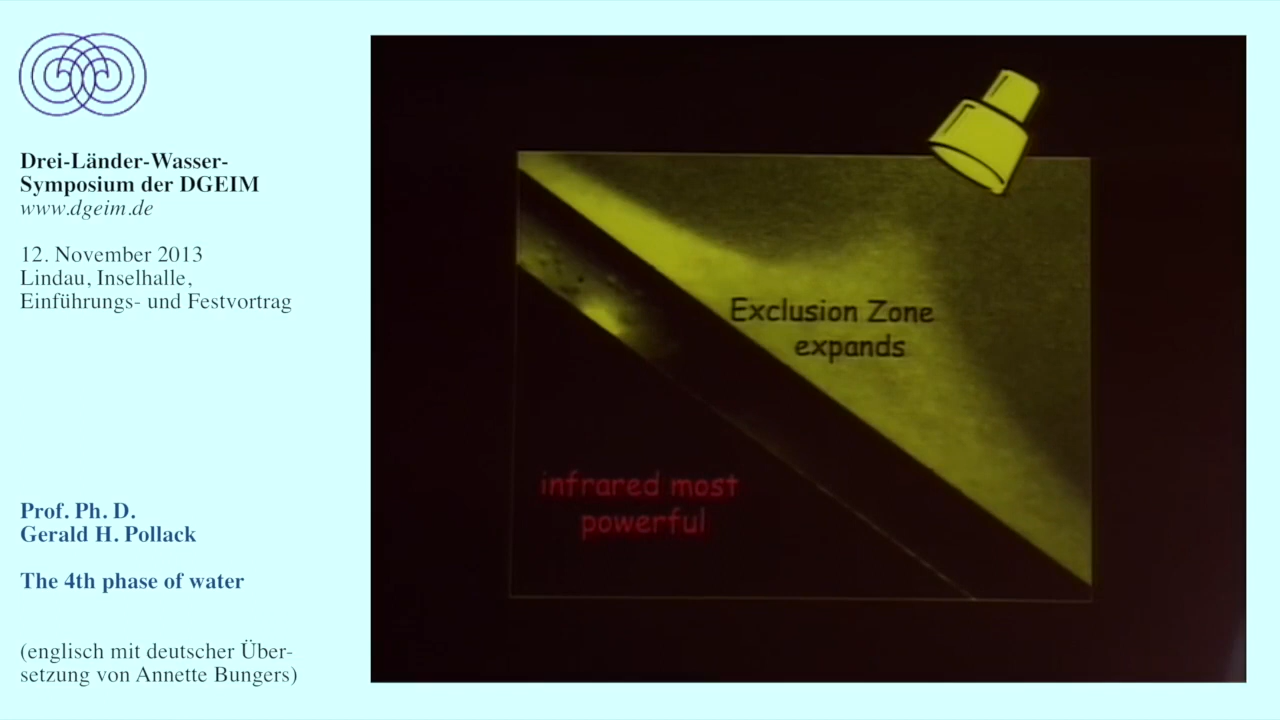 Drei-Länder-Wasser-
Symposium der DGEIM
www.dgeim.de
12. November 2013
Lindau, Inselhalle,
Einführungs- und Festvortrag
Prof. Ph. D.
Gerald H. Pollack
The 4th phase of water
(englisch mit deutscher Über-
setzung von Annette Bungers)
Exclusion Zone
expands
infrared most
powerful